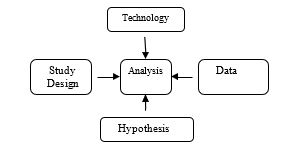 Technology
Study
Design
Analysis
Data
Hypothesis